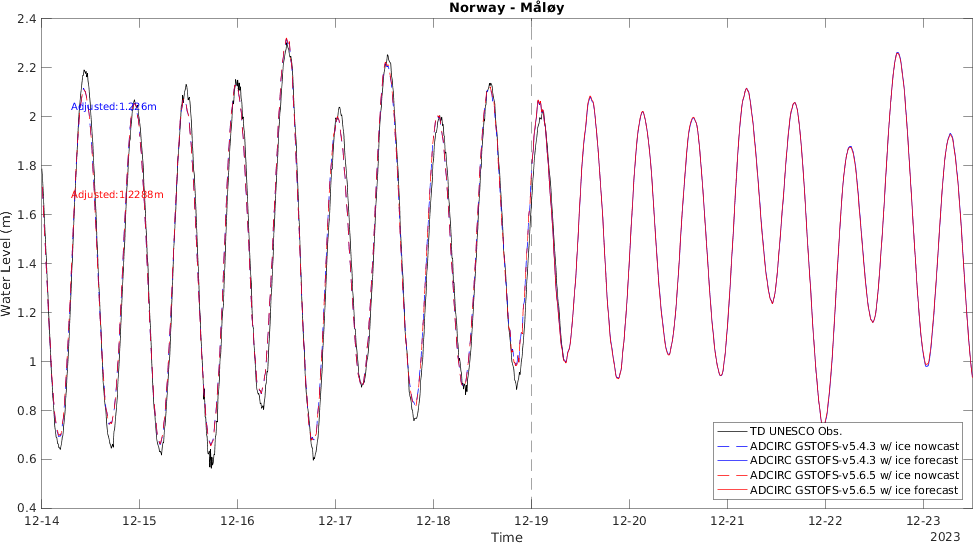 Norway - Måløy
2.4
2.2
2
1.8
1.6
1.4
1.2
1
0.8
0.6
0.4
Water Level (m)
Adjusted:1.226m
Adjusted:1.2288m
TD UNESCO Obs.
ADCIRC GSTOFS-v5.4.3 w/ ice nowcast
ADCIRC GSTOFS-v5.4.3 w/ ice forecast
ADCIRC GSTOFS-v5.6.5 w/ ice nowcast
ADCIRC GSTOFS-v5.6.5 w/ ice forecast
12-14 12-15 12-16 12-17 12-18 12-19 12-20 12-21 12-22 12-23
Time
2023